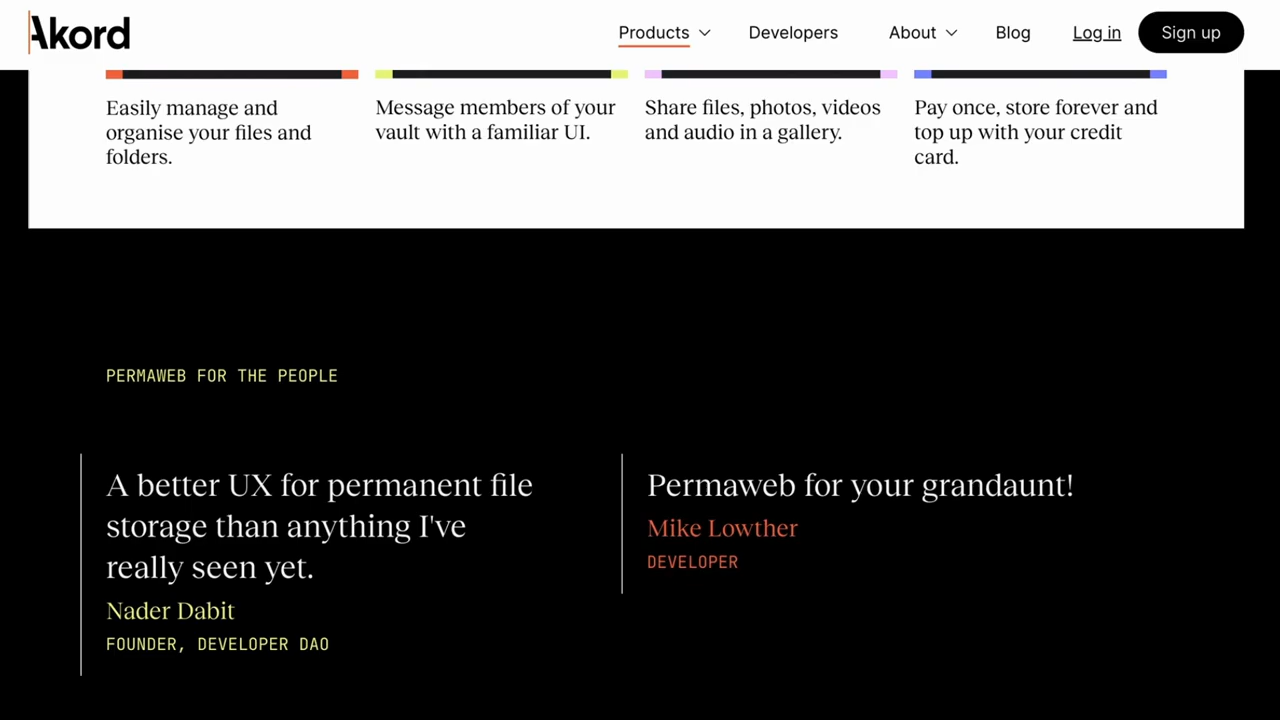 Akord
Products
Developers
About
Blog
Log in
Sign up
Easily manage and
organise your files and
folders.
Message members of your
vault with a familiar UI.
Share files, photos, videos
and audio in a gallery.
Pay once, store forever and
top up with your credit
card.
PERMAWEB FOR THE PEOPLE
A better UX for permanent file
storage than anything I've
really seen yet.
Nader Dabit
FOUNDER, DEVELOPER DAO
Permaweb for your grandaunt!
Mike Lowther
DEVELOPER